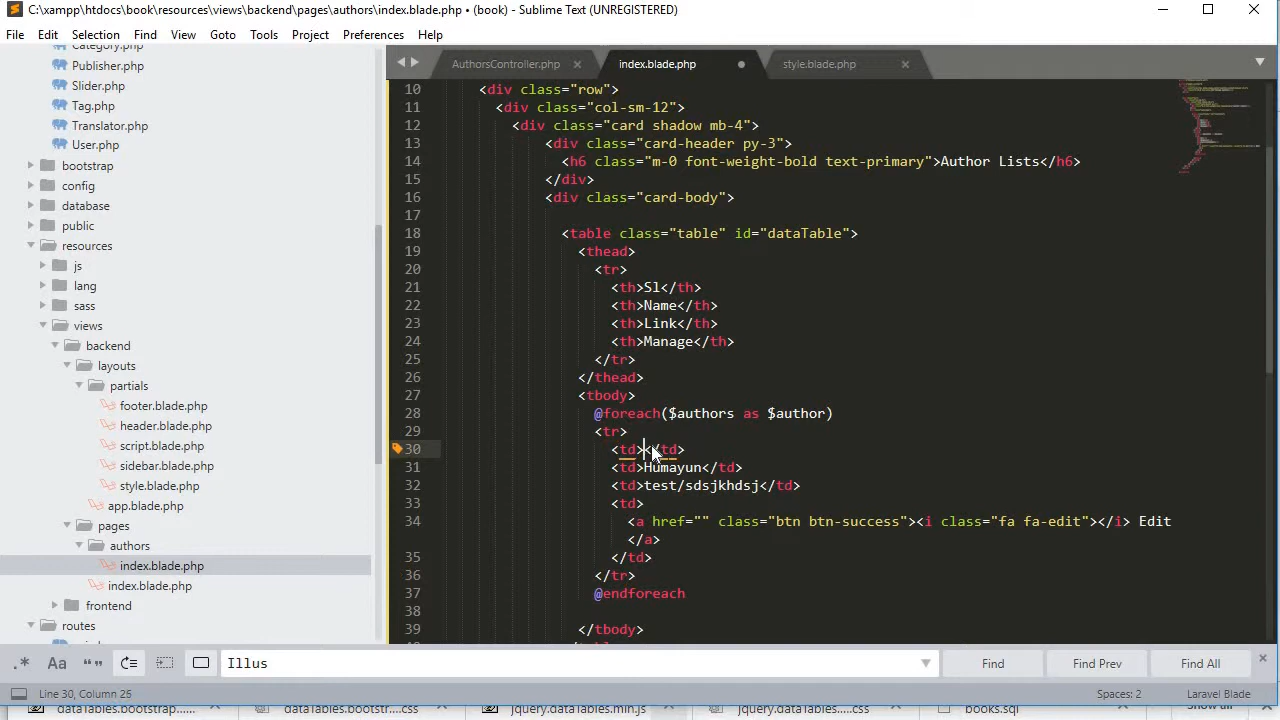 C:\xampp\htdocs\book\resources\views\backend\pages\authors\index.blade.php • (book) - Sublime Text (UNREGISTERED)
File Edit Selection Find View Goto Tools Project Preferences Help
Category.php
Publisher.php
Slider.php
Tag.php
Translator.php
User.php
bootstrap
config
database
public
resources
js
lang
sass
views
backend
layouts
partials
footer.blade.php
header.blade.php
script.blade.php
sidebar.blade.php
style.blade.php
app.blade.php
pages
authors
index.blade.php
index.blade.php
frontend
routes
AuthorsController.php × index.blade.php • style.blade.php ×
10 <div class="row">
11 <div class="col-sm-12">
12 <div class="card shadow mb-4">
13 <div class="card-header py-3">
14 <h6 class="m-0 font-weight-bold text-primary">Author Lists</h6>
15 </div>
16 <div class="card-body">
17
18 <table class="table" id="dataTable">
19 <thead>
20 <tr>
21 <th>Sl</th>
22 <th>Name</th>
23 <th>Link</th>
24 <th>Manage</th>
25 </tr>
26 </thead>
27 <tbody>
28 @foreach($authors as $author)
29 <tr>
30 <td></td>
31 <td>Humayun</td>
32 <td>test/sdsjkhdsj</td>
33 <td>
34 <a href="" class="btn btn-success"><i class="fa fa-edit"></i> Edit
</a>
35 </td>
36 </tr>
37 @endforeach
38
39 </tbody>
.* Aa “” Illus Find Find Prev Find All
Line 30, Column 25 Spaces: 2 Laravel Blade
dataTables.bootstrap.... dataTables.bootstr....css jquery.dataTables.min.js jquery.dataTables.....css books.sql Show all